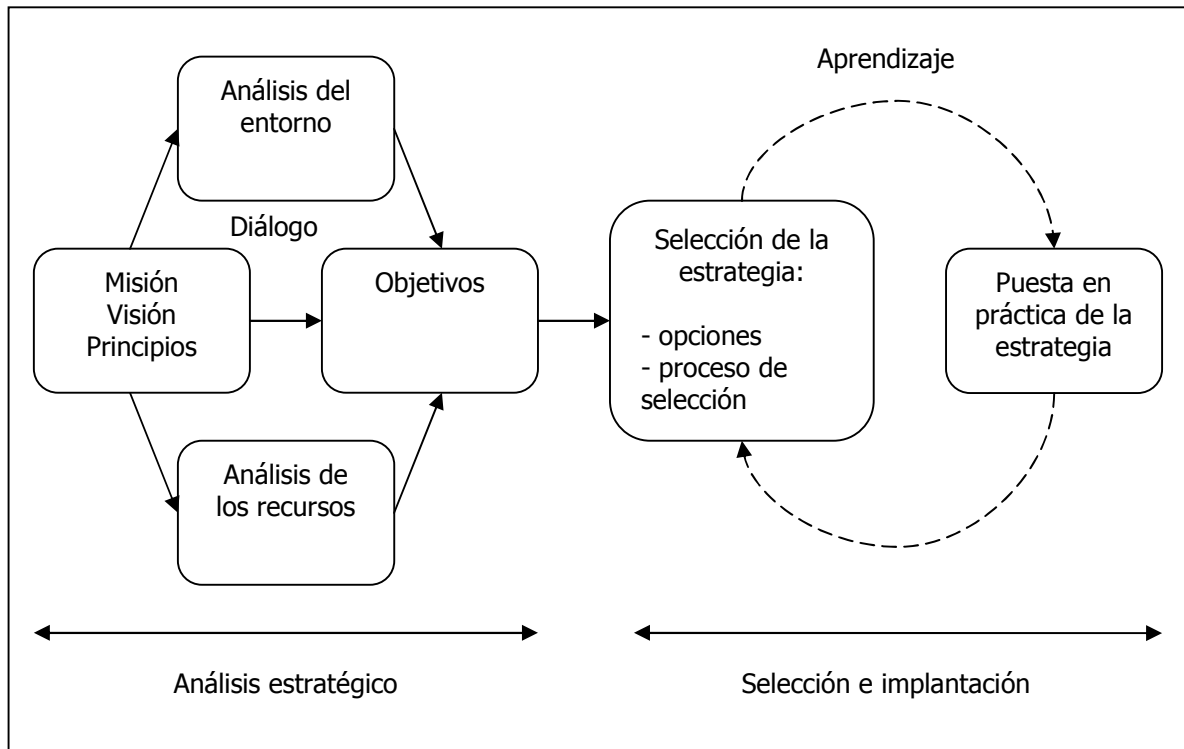 Análisis del
entorno
Diálogo
Misión
Visión
Principios
Objetivos
Análisis de
los recursos
Análisis estratégico
Aprendizaje
Selección de la
estrategia:
- opciones
- proceso de
selección
Puesta en
práctica de la
estrategia
Selección e implantación